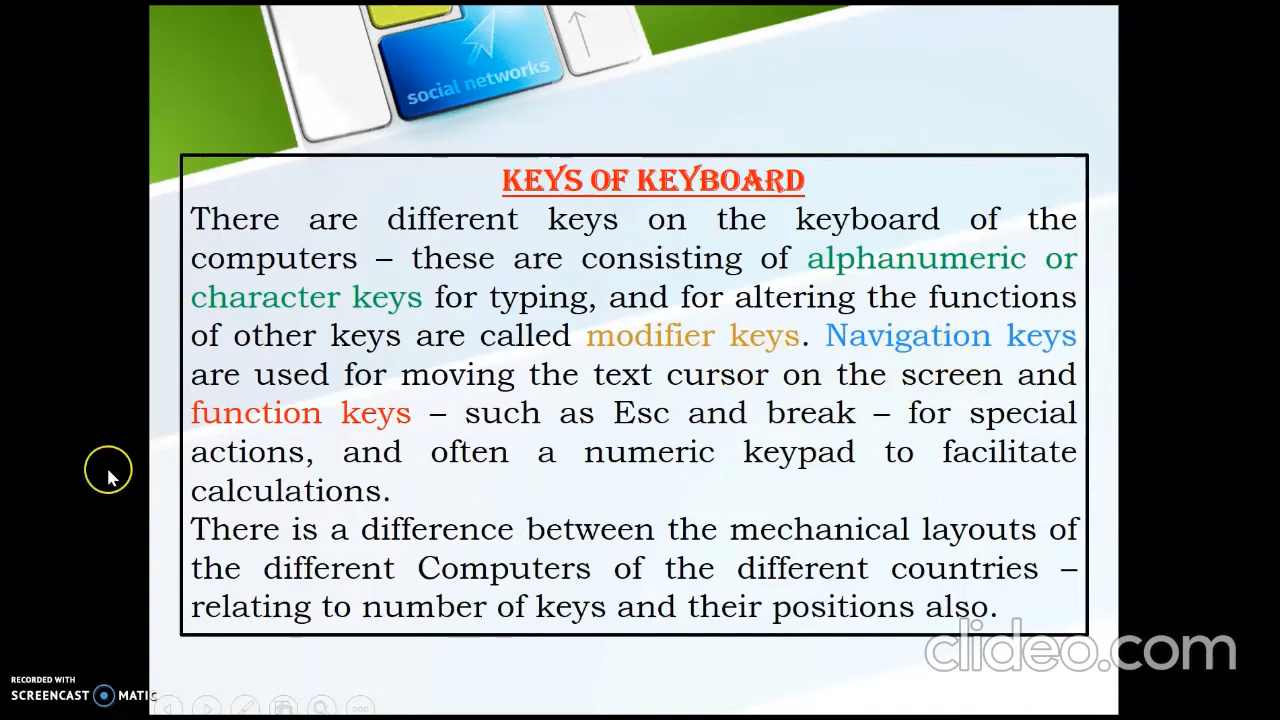 social networks
KEYS OF KEYBOARD
There are different keys on the keyboard of the
computers – these are consisting of alphanumeric or
character keys for typing, and for altering the functions
of other keys are called modifier keys. Navigation keys
are used for moving the text cursor on the screen and
function keys – such as Esc and break – for special
actions, and often a numeric keypad to facilitate
calculations.
There is a difference between the mechanical layouts of
the different Computers of the different countries –
relating to number of keys and their positions also.
clideo.com
RECORDED WITH
SCREENCAST MATIC